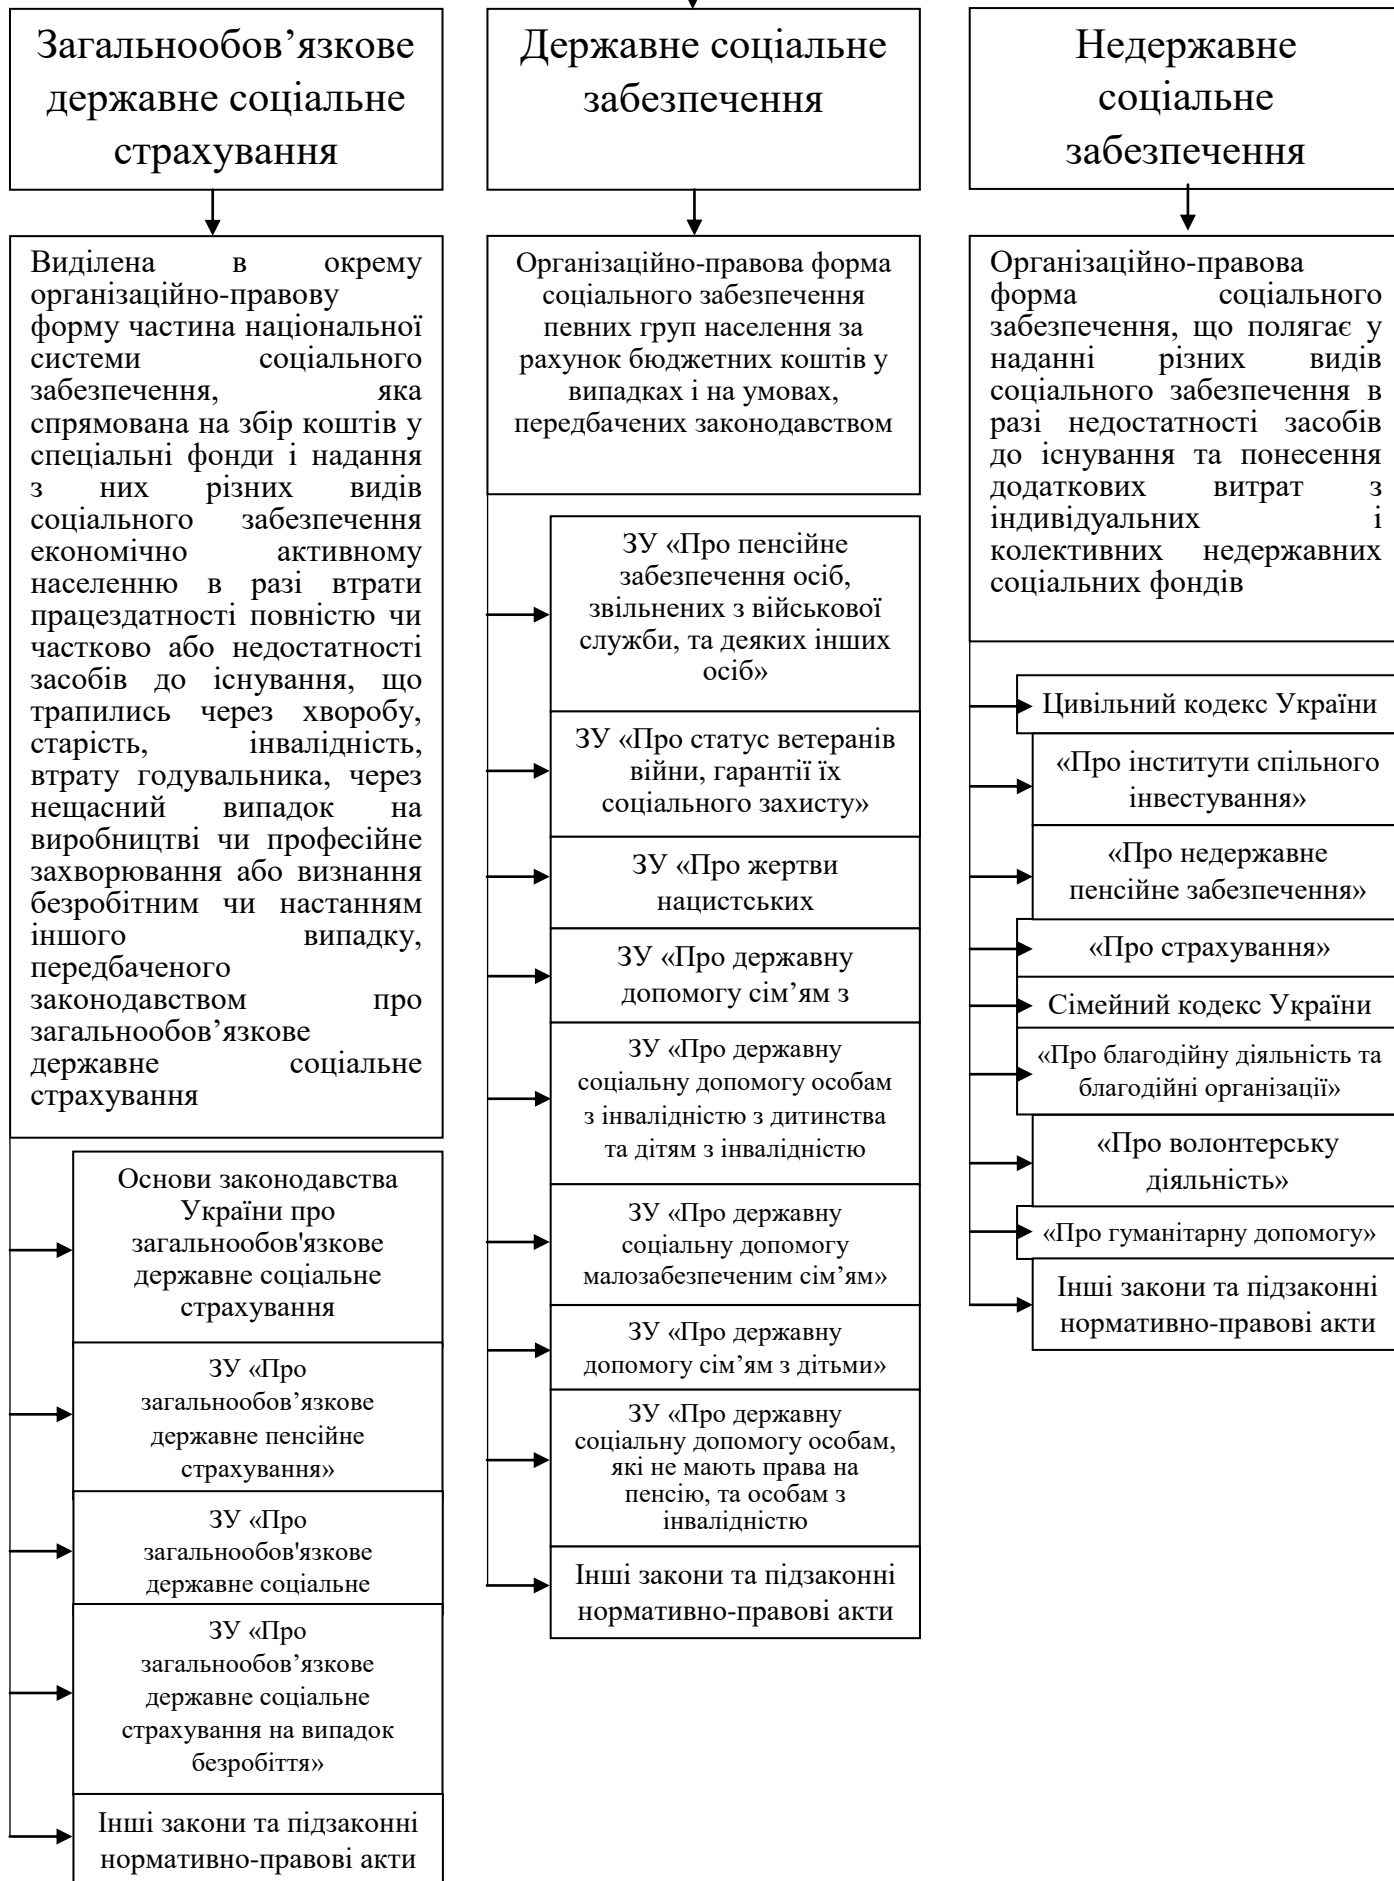 Загальнообов’язкове
державне соціальне
страхування
Виділена в окрему
організаційно-правову
форму частина національної
системи соціального
забезпечення, яка
спрямована на збір коштів у
спеціальні фонди і надання
з них різних видів
соціального забезпечення
економічно активному
населенню в разі втрати
працездатності повністю чи
частково або недостатності
засобів до існування, що
трапились через хворобу,
старість, інвалідність,
втрату годувальника, через
нещасний випадок на
виробництві чи професійне
захворювання або визнання
безробітним чи настанням
іншого випадку,
передбаченого
законодавством про
загальнообов’язкове
державне соціальне
страхування
Основи законодавства
України про
загальнообов'язкове
державне соціальне
страхування
ЗУ «Про
загальнообов’язкове
державне пенсійне
страхування»
ЗУ «Про
загальнообов'язкове
державне соціальне
ЗУ «Про
загальнообов’язкове
державне соціальне
страхування на випадок
безробіття»
Інші закони та підзаконні
нормативно-правові акти
Державне соціальне
забезпечення
Організаційно-правова форма
соціального забезпечення
певних груп населення за
рахунок бюджетних коштів у
випадках і на умовах,
передбачених законодавством
ЗУ «Про пенсійне
забезпечення осіб,
звільнених з військової
служби, та деяких інших
осіб»
ЗУ «Про статус ветеранів
війни, гарантії їх
соціального захисту»
ЗУ «Про жертви
нацистських
ЗУ «Про державну
допомогу сім’ям з
ЗУ «Про державну
соціальну допомогу особам
з інвалідністю з дитинства
та дітям з інвалідністю
ЗУ «Про державну
соціальну допомогу
малозабезпеченим сім’ям»
ЗУ «Про державну
допомогу сім’ям з дітьми»
ЗУ «Про державну
соціальну допомогу особам,
які не мають права на
пенсію, та особам з
інвалідністю
Інші закони та підзаконні
нормативно-правові акти
Недержавне
соціальне
забезпечення
Організаційно-правова
форма соціального
забезпечення, що полягає у
наданні різних видів
соціального забезпечення в
разі недостатності засобів
до існування та понесення
додаткових витрат з
індивідуальних і
колективних недержавних
соціальних фондів
Цивільний кодекс України
«Про інститути спільного
інвестування»
«Про недержавне
пенсійне забезпечення»
«Про страхування»
Сімейний кодекс України
«Про благодійну діяльність та
благодійні організації»
«Про волонтерську
діяльність»
«Про гуманітарну допомогу»
Інші закони та підзаконні
нормативно-правові акти